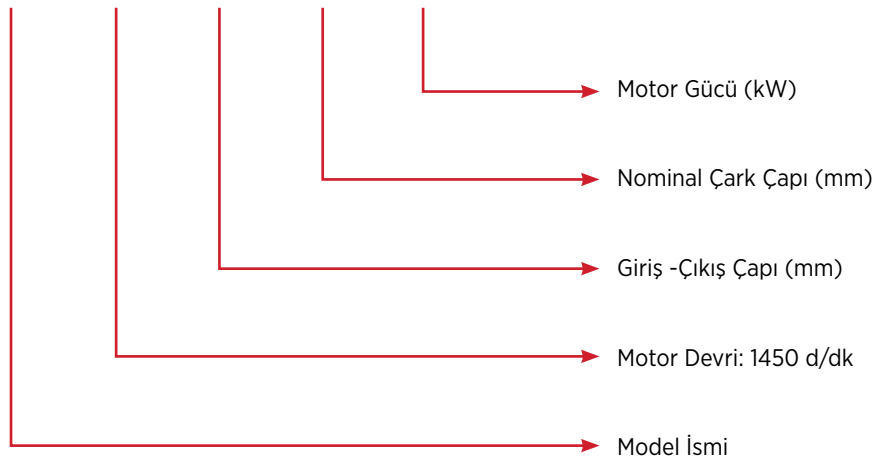 Motor Gücü (kW)
Nominal Çark Çapı (mm)
Giriş -Çıkış Çapı (mm)
Motor Devri: 1450 d/dk
Model İsmi